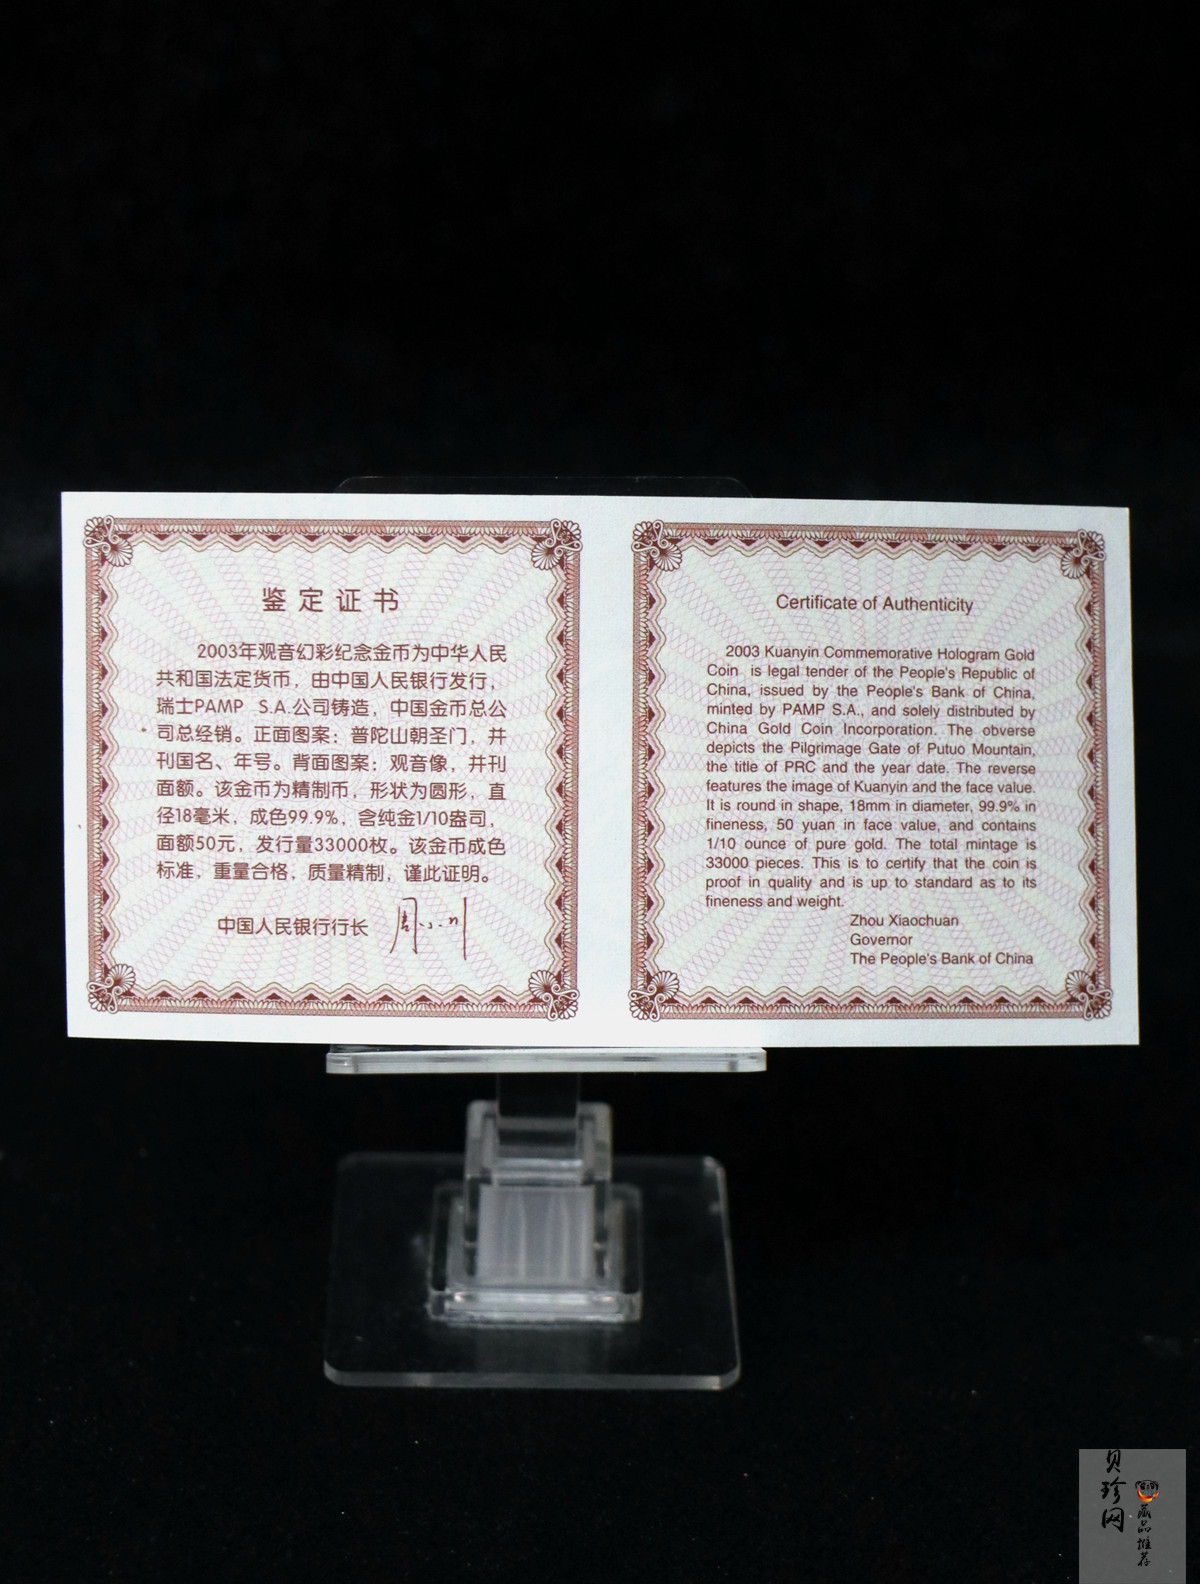 鉴定证书
2003年观音幻彩纪念金币为中华人民
共和国法定货币，由中国人民银行发行，
瑞士PAMP S.A.公司铸造，中国金币总公
司总经销。正面图案：普陀山朝圣门，并
刊国名、年号。背面图案：观音像，并刊
面额。该金币为精制币，形状为圆形，直
径18毫米，成色99.9%，含纯金1/10盎司，
面额50元，发行量33000枚。该金币成色
标准，重量合格，质量精制，谨此证明。
中国人民银行行长 周小川
Certificate of Authenticity
2003 Kuanyin Commemorative Hologram Gold
Coin is legal tender of the People's Republic of
China, issued by the People's Bank of China,
minted by PAMP S.A., and solely distributed by
China Gold Coin Incorporation. The obverse
depicts the Pilgrimage Gate of Putuo Mountain,
the title of PRC and the year date. The reverse
features the image of Kuanyin and the face value.
It is round in shape, 18mm in diameter, 99.9% in
fineness, 50 yuan in face value, and contains
1/10 ounce of pure gold. The total mintage is
33000 pieces. This is to certify that the coin is
proof in quality and is up to standard as to its
fineness and weight.
Zhou Xiaochuan
Governor
The People's Bank of China
贝珍网
藏品推荐